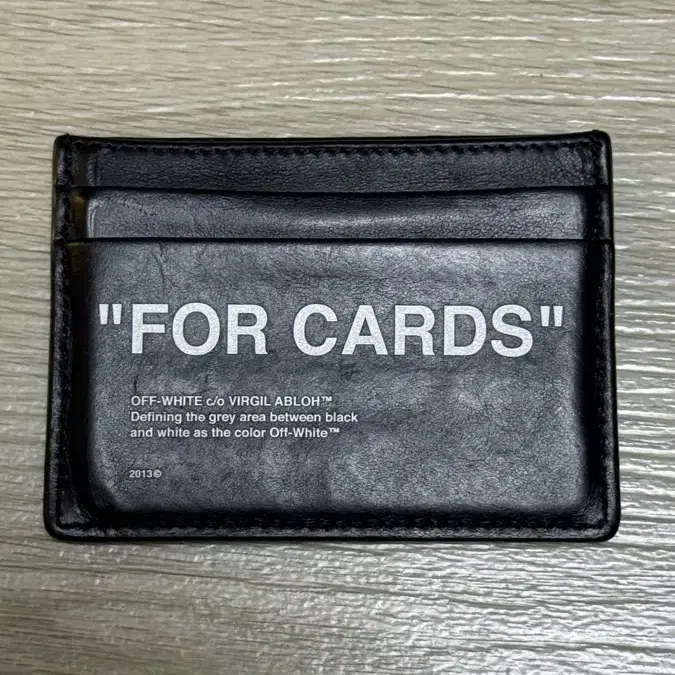 "FOR CARDS"
OFF-WHITE c/o VIRGIL ABLOH™
Defining the grey area between black
and white as the color Off-White™
2013©